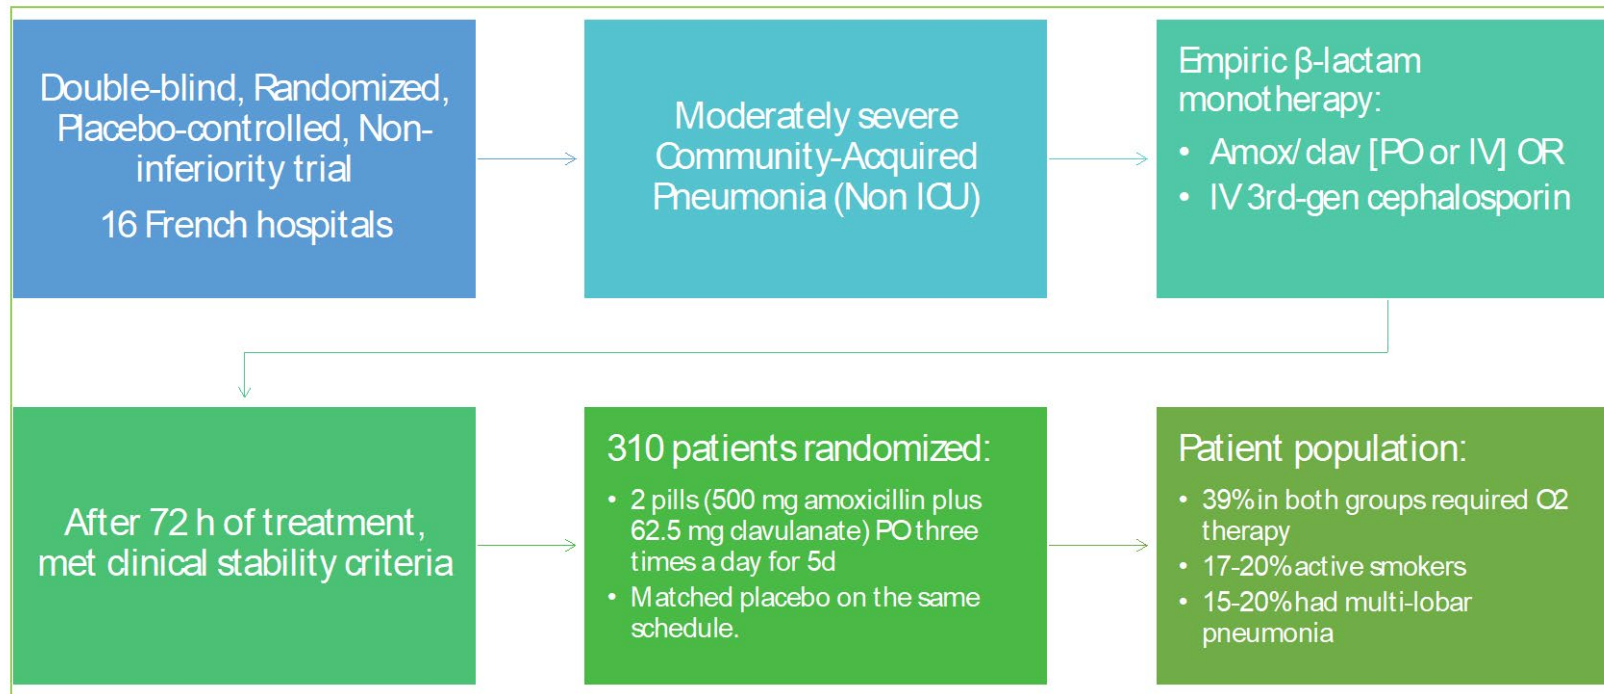 Double-blind, Randomized,
Placebo-controlled, Non-
inferiority trial
16 French hospitals
Moderately severe
Community-Acquired
Pneumonia (Non ICU)
Empiric β-lactam
monotherapy:
• Amox/clav [PO or IV] OR
• IV 3rd-gen cephalosporin
After 72 h of treatment,
met clinical stability criteria
310 patients randomized:
• 2 pills (500 mg amoxicillin plus
62.5 mg clavulanate) PO three
times a day for 5d
• Matched placebo on the same
schedule.
Patient population:
• 39% in both groups required O2
therapy
• 17-20% active smokers
• 15-20% had multi-lobar
pneumonia